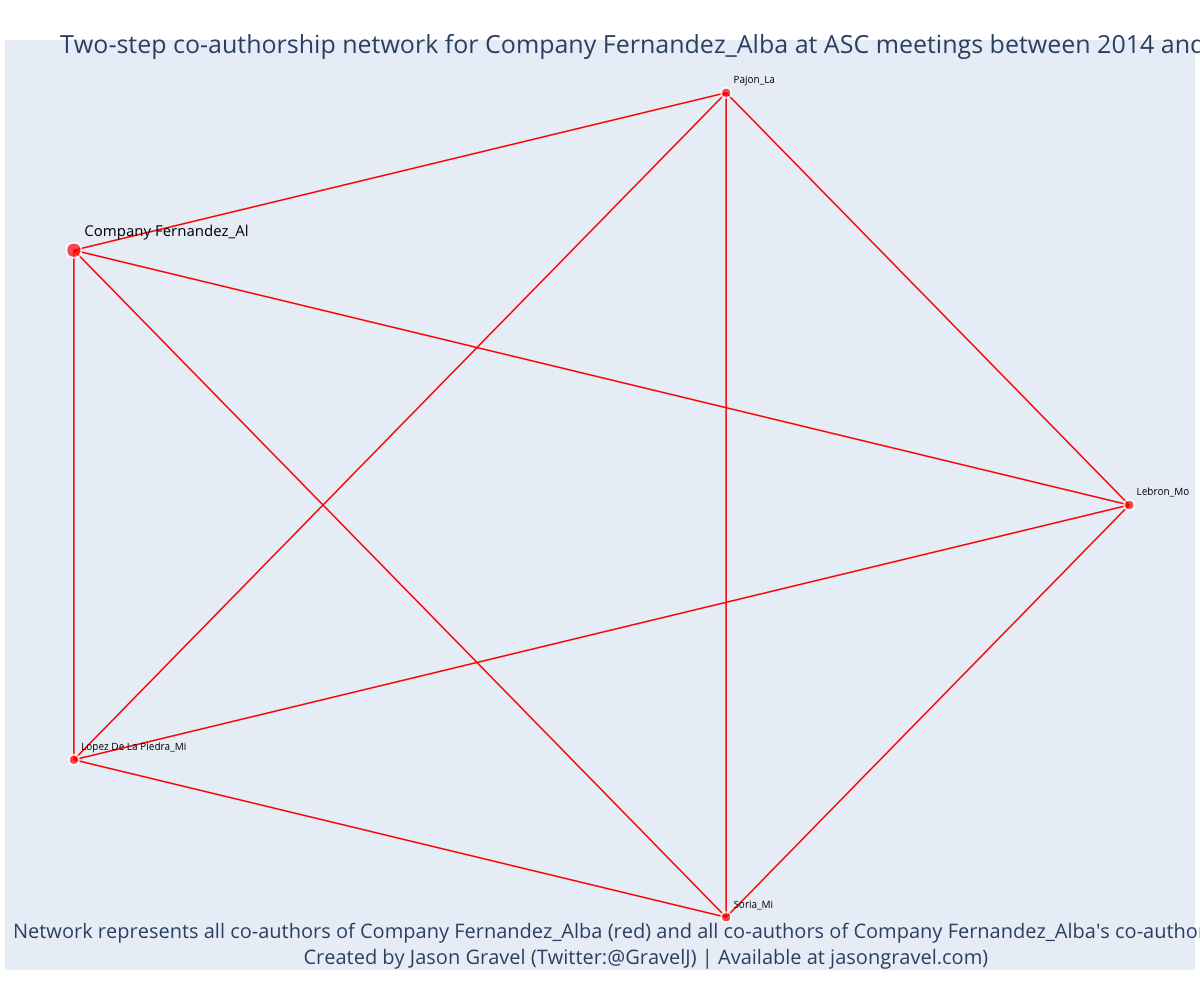 Two-step co-authorship network for Company Fernandez_Alba at ASC meetings between 2014 and
Pajon_La
Company Fernandez_Al
Lebron_Mo
Lopez De La Piedra_Mi
Soria_Mi
Network represents all co-authors of Company Fernandez_Alba (red) and all co-authors of Company Fernandez_Alba's co-autho
Created by Jason Gravel (Twitter:@GravelJ) | Available at jasongravel.com)